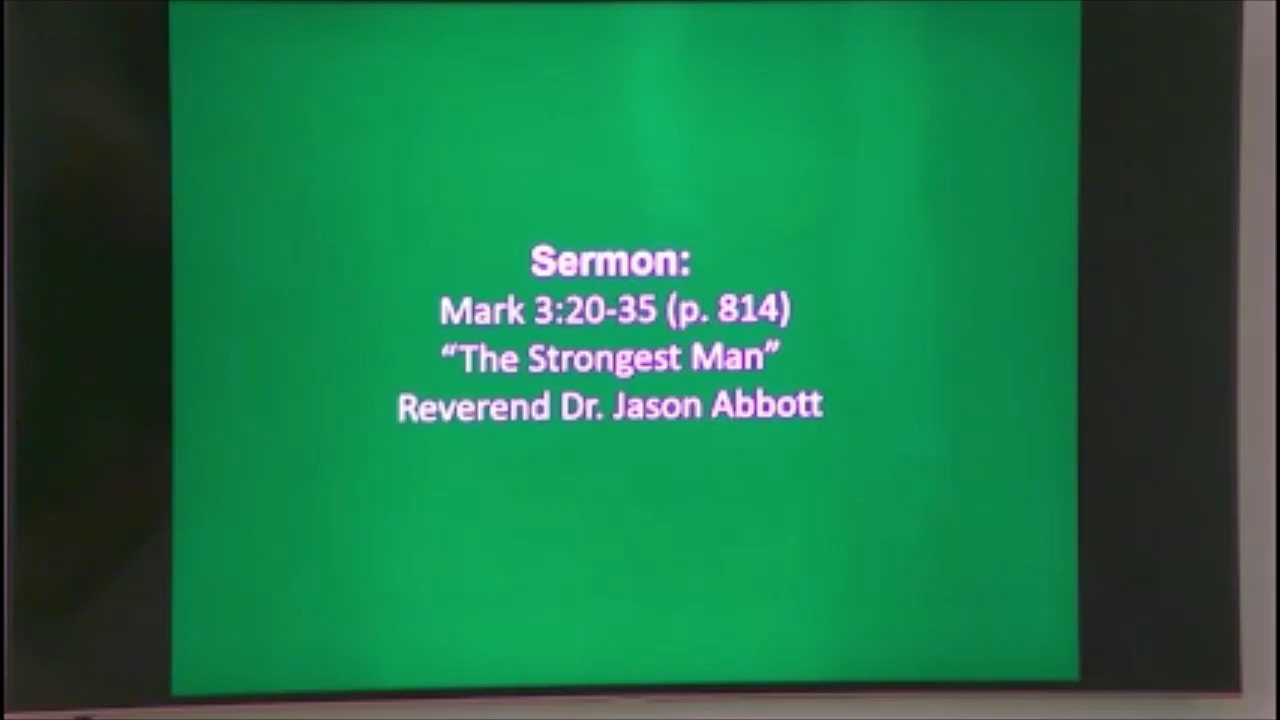 Sermon:
Mark 3:20-35 (p. 814)
“The Strongest Man”
Reverend Dr. Jason Abbott